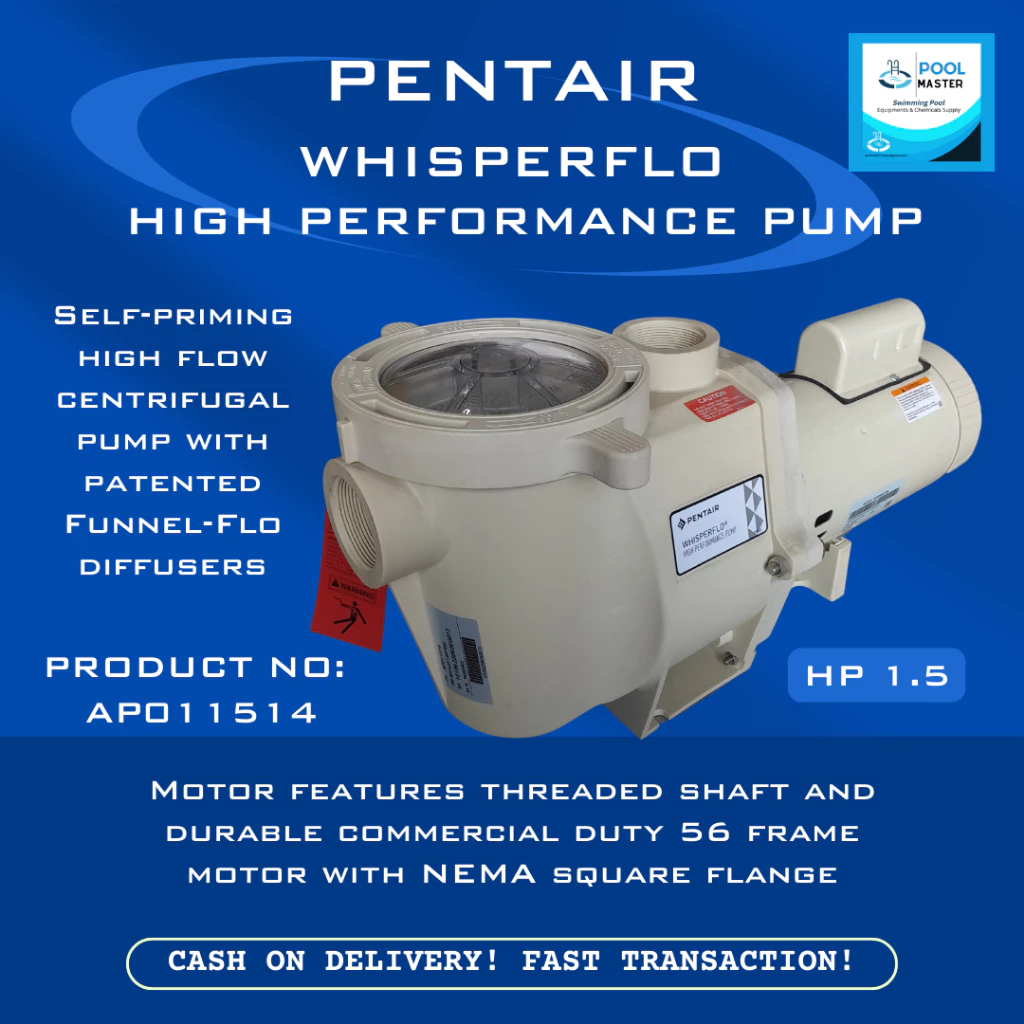 PENTAIR
WHISPERFLO
HIGH PERFORMANCE PUMP
POOL
MASTER
Swimming Pool
Equipments & Chemicals Supply
Self-priming
high flow
centrifugal
pump with
patented
Funnel-Flo
diffusers
CAUTION
PENTAIR
WHISPERFLO®
HIGH PERFORMANCE PUMP
WARNING
PRODUCT NO:
APO11514
HP 1.5
Motor features threaded shaft and
durable commercial duty 56 frame
motor with NEMA square flange
CASH ON DELIVERY! FAST TRANSACTION!